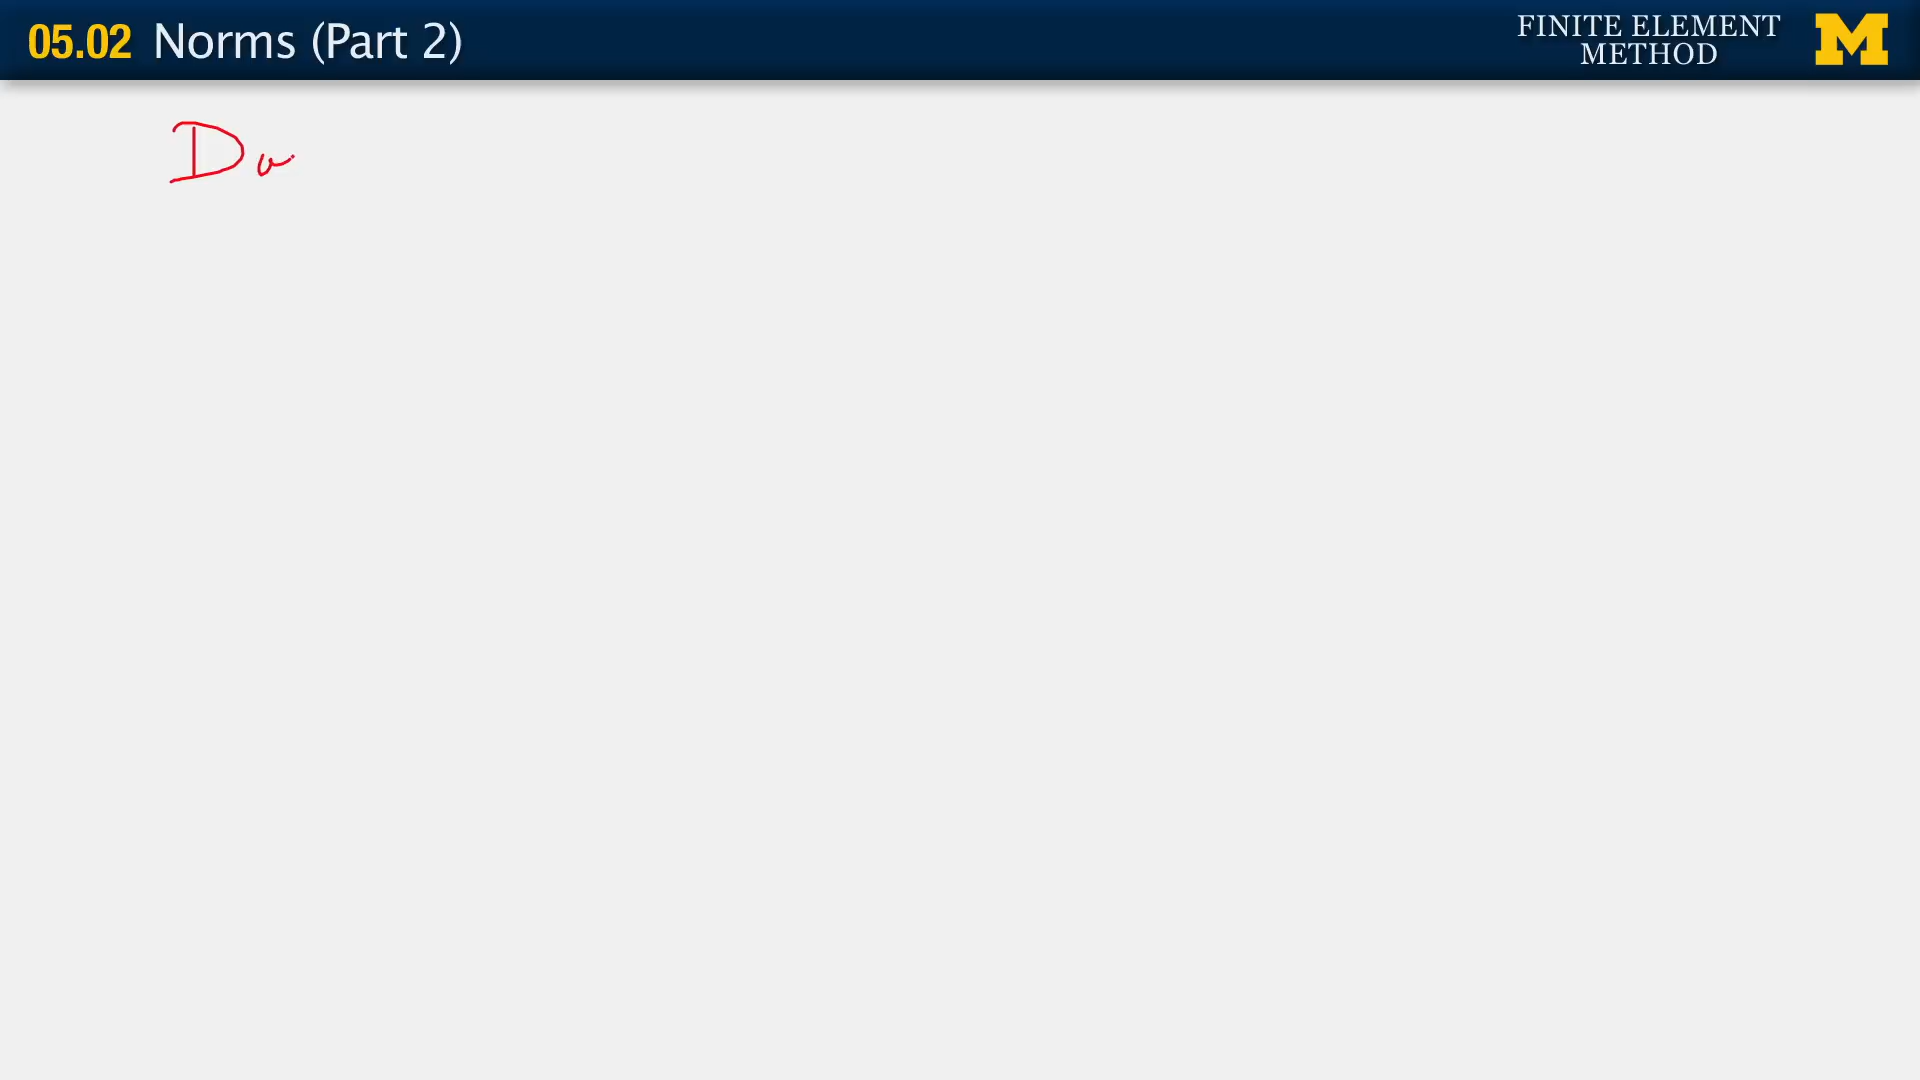 05.02 Norms (Part 2)
FINITE ELEMENT
METHOD
M